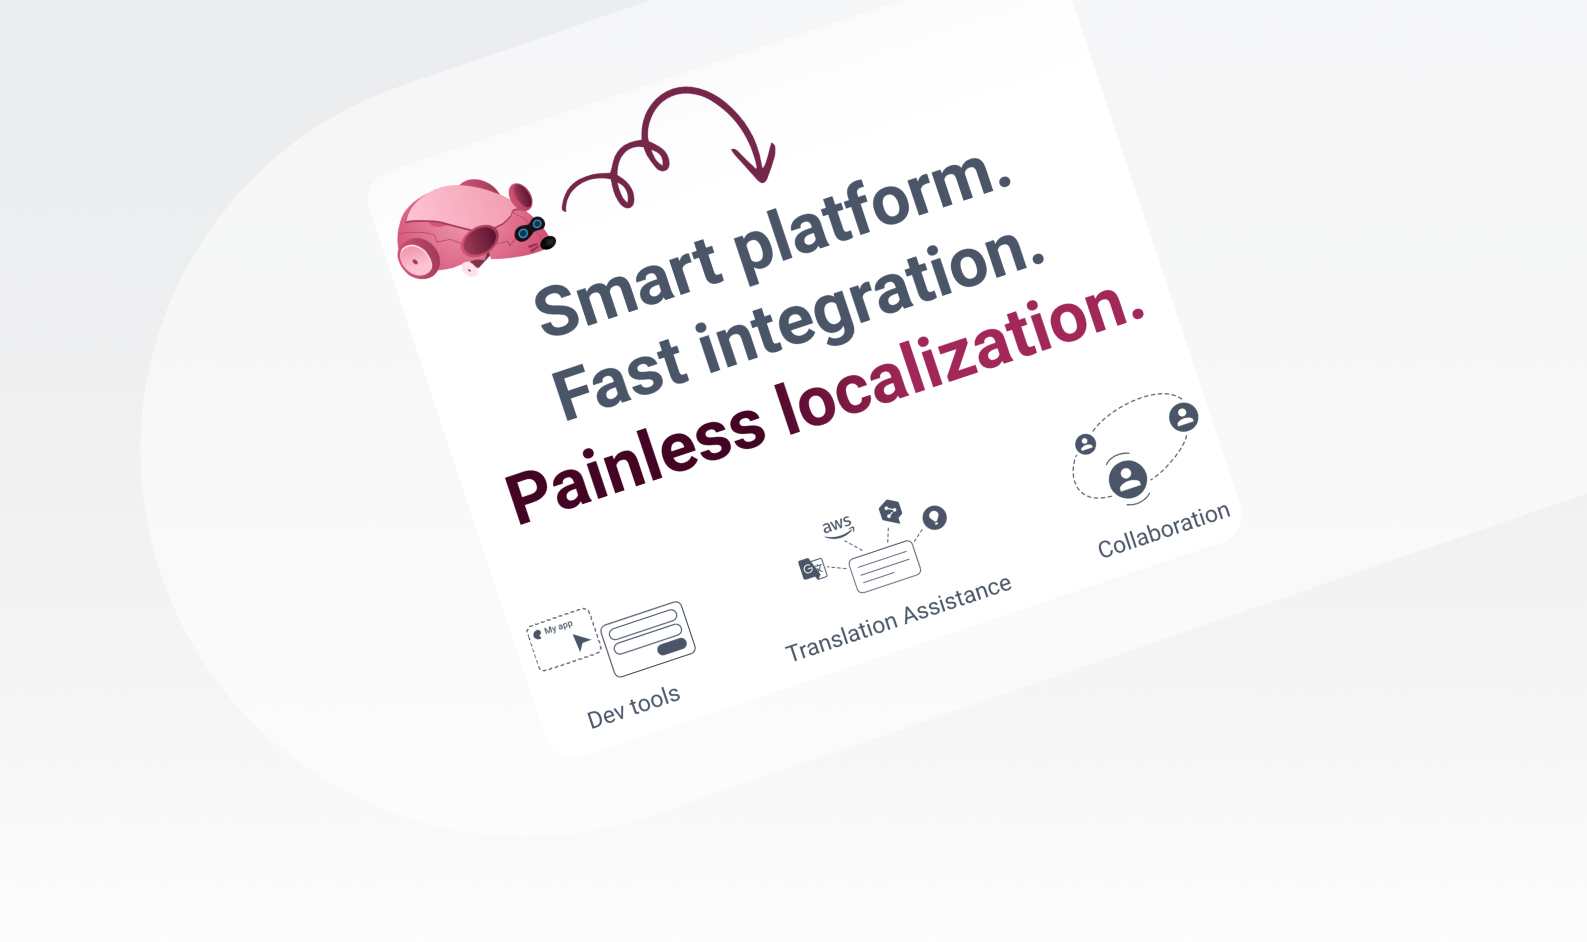 Smart platform.
Fast integration.
Painless localization.
aws
G
My app
Dev tools
Translation Assistance
Collaboration